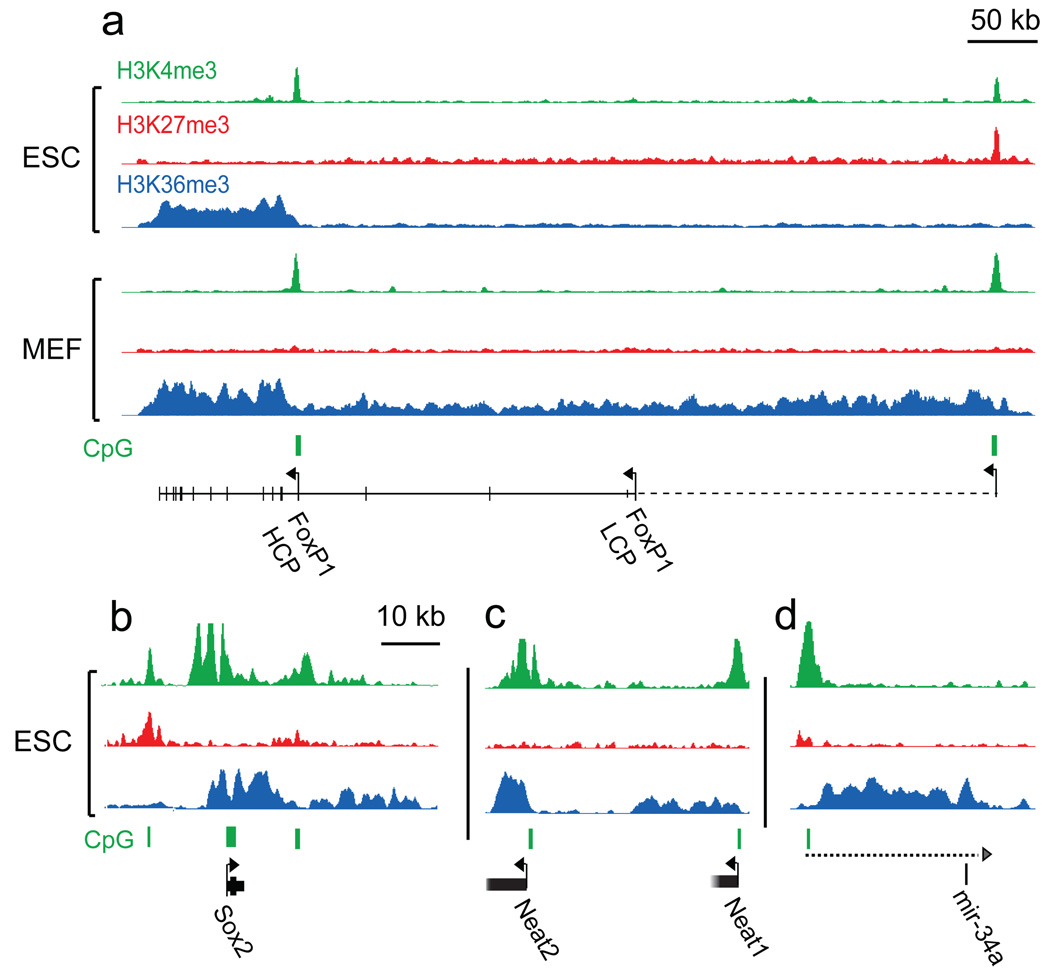 a
50 kb
H3K4me3
H3K27me3
H3K36me3
ESC
MEF
CpG
FoxP1
HCP
FoxP1
LCP
b
10 kb
c
d
ESC
CpG
Sox2
Neat2
Neat1
mir-34a